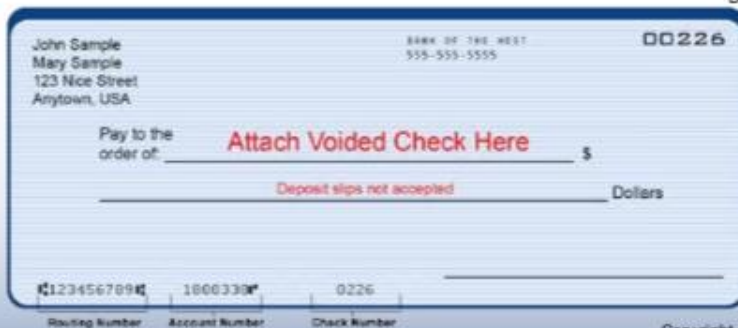 John Sample
Mary Sample
123 Nice Street
Anytown, USA
BANK OF THE WEST
555-555-5555
00226
Pay to the
order of:
Attach Voided Check Here
$
Deposit slips not accepted
Dollars
⑆123456789⑆ 1800338⑈ 0226
Routing Number Account Number Check Number